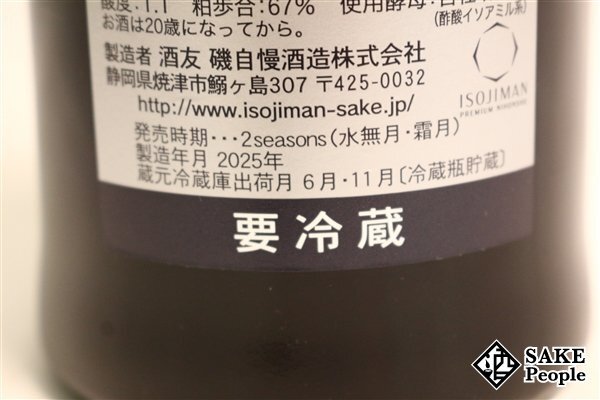 酸度:1.1 粕歩合:67% 使用酵母:自社
(酢酸イソアミル系)
お酒は20歳になってから。
製造者 酒友 磯自慢酒造株式会社
静岡県焼津市鰯ヶ島307 〒425-0032
http://www.isojiman-sake.jp/
ISOJIMAN
PREMIUM NIHONSHU
発売時期・・・2seasons(水無月・霜月)
製造年月 2025年
蔵元冷蔵庫出荷月 6月・11月〔冷蔵瓶貯蔵〕
要冷蔵
SAKE
People